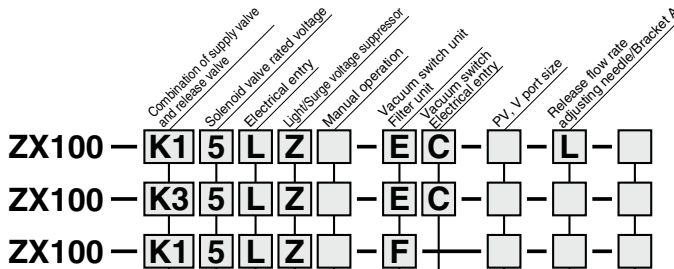 Combination of supply valve
and release valve
Solenoid valve rated voltage
Electrical entry
Light/Surge voltage suppressor
Manual operation
Vacuum switch unit
Filter unit
Vacuum switch
Electrical entry
PV, V port size
Release flow rate
adjusting needle/Bracket A
ZX100 — K1 5 L Z — E C — — L —
ZX100 — K3 5 L Z — E C — — —
ZX100 — K1 5 L Z — F — — —